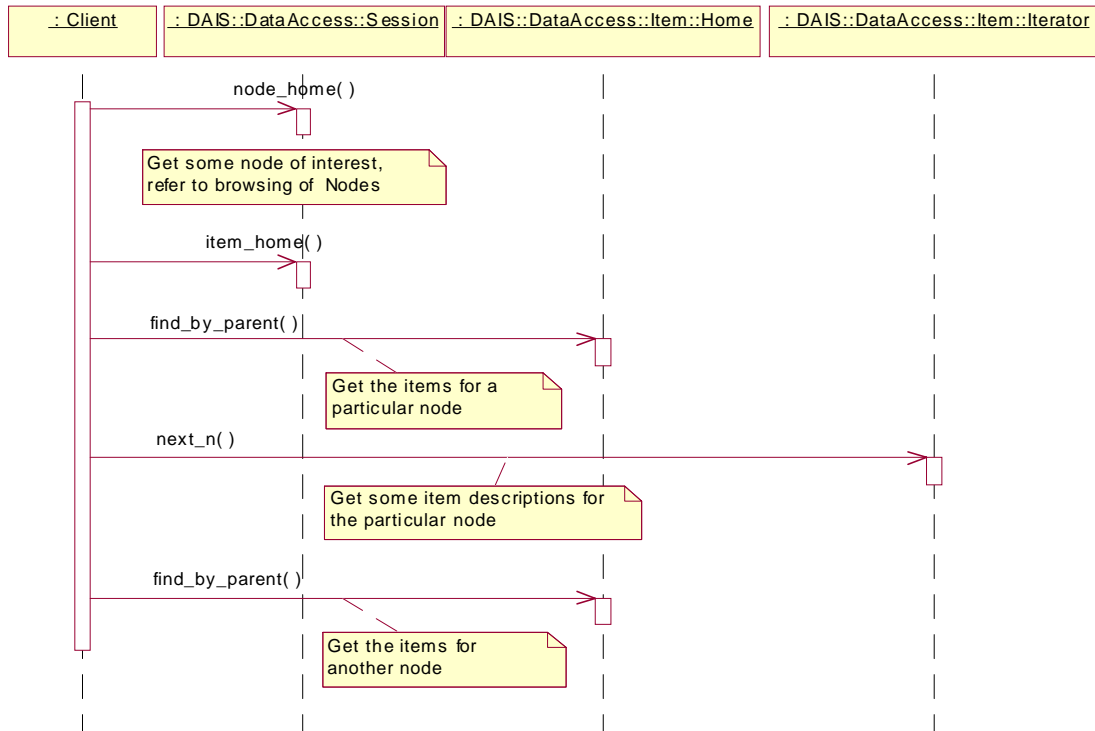 : Client
: DAIS::DataAccess::Session
: DAIS::DataAccess::Item::Home
: DAIS::DataAccess::Item::Iterator
node_home( )
Get some node of interest,
refer to browsing of Nodes
item_home( )
find_by_parent( )
Get the items for a
particular node
next_n( )
Get some item descriptions for
the particular node
find_by_parent( )
Get the items for
another node